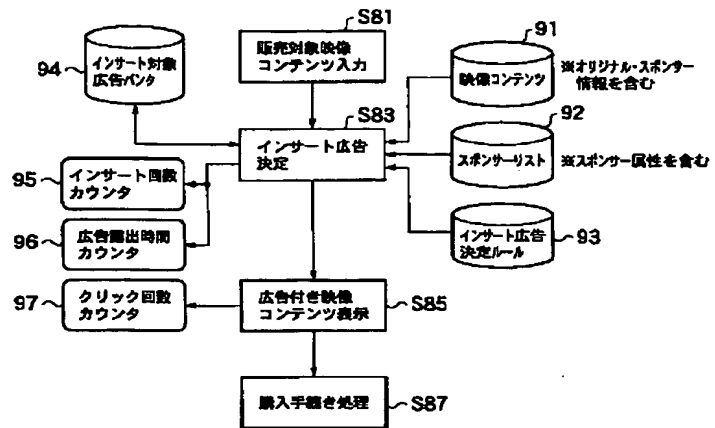 S81
販売対象映像
コンテンツ入力
94
インサート対象
広告バンク
91
映像コンテンツ
※オリジナル・スポンサー
情報を含む
S83
インサート広告
決定
92
スポンサーリスト
※スポンサー属性を含む
95
インサート回数
カウンタ
96
広告露出時間
カウンタ
93
インサート広告
決定ルール
97
クリック回数
カウンタ
広告付き映像
コンテンツ表示
S85
購入手続き処理
S87